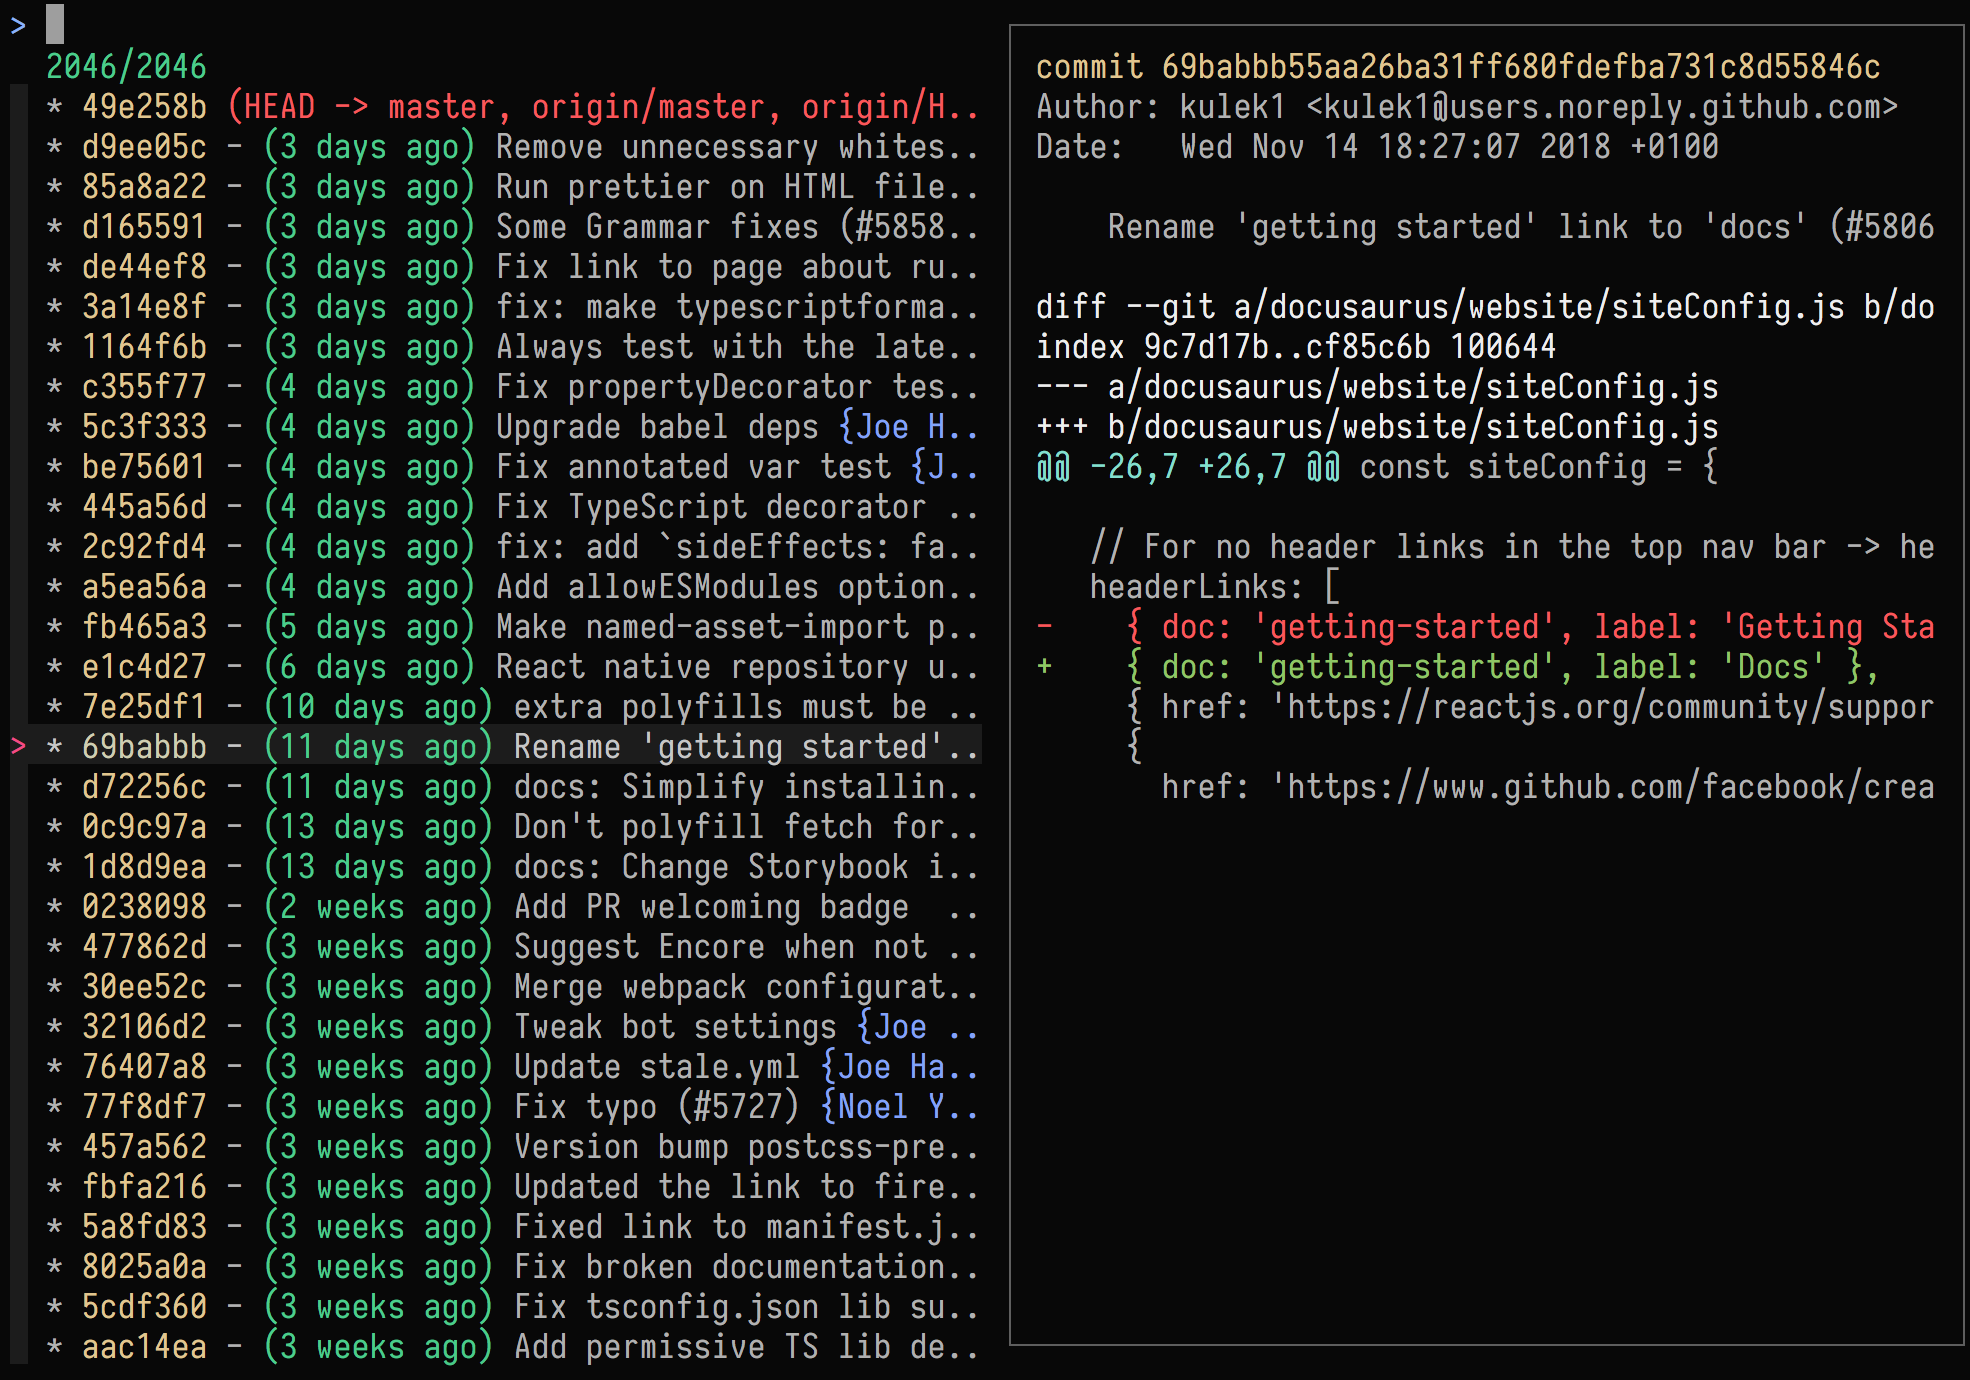 >
2046/2046
* 49e258b (HEAD -> master, origin/master, origin/H..
* d9ee05c - (3 days ago) Remove unnecessary whites..
* 85a8a22 - (3 days ago) Run prettier on HTML file..
* d165591 - (3 days ago) Some Grammar fixes (#5858..
* de44ef8 - (3 days ago) Fix link to page about ru..
* 3a14e8f - (3 days ago) fix: make typescriptforma..
* 1164f6b - (3 days ago) Always test with the late..
* c355f77 - (4 days ago) Fix propertyDecorator tes..
* 5c3f333 - (4 days ago) Upgrade babel deps {Joe H..
* be75601 - (4 days ago) Fix annotated var test {J..
* 445a56d - (4 days ago) Fix TypeScript decorator ..
* 2c92fd4 - (4 days ago) fix: add `sideEffects: fa..
* a5ea56a - (4 days ago) Add allowESModules option..
* fb465a3 - (5 days ago) Make named-asset-import p..
* e1c4d27 - (6 days ago) React native repository u..
* 7e25df1 - (10 days ago) extra polyfills must be ..
> * 69babbb - (11 days ago) Rename 'getting started'..
* d72256c - (11 days ago) docs: Simplify installin..
* 0c9c97a - (13 days ago) Don't polyfill fetch for..
* 1d8d9ea - (13 days ago) docs: Change Storybook i..
* 0238098 - (2 weeks ago) Add PR welcoming badge  ..
* 477862d - (3 weeks ago) Suggest Encore when not ..
* 30ee52c - (3 weeks ago) Merge webpack configurat..
* 32106d2 - (3 weeks ago) Tweak bot settings {Joe ..
* 76407a8 - (3 weeks ago) Update stale.yml {Joe Ha..
* 77f8df7 - (3 weeks ago) Fix typo (#5727) {Noel Y..
* 457a562 - (3 weeks ago) Version bump postcss-pre..
* fbfa216 - (3 weeks ago) Updated the link to fire..
* 5a8fd83 - (3 weeks ago) Fixed link to manifest.j..
* 8025a0a - (3 weeks ago) Fix broken documentation..
* 5cdf360 - (3 weeks ago) Fix tsconfig.json lib su..
* aac14ea - (3 weeks ago) Add permissive TS lib de..
commit 69babbb55aa26ba31ff680fdefba731c8d55846c
Author: kulek1 <kulek1@users.noreply.github.com>
Date:   Wed Nov 14 18:27:07 2018 +0100
Rename 'getting started' link to 'docs' (#5806
diff --git a/docusaurus/website/siteConfig.js b/do
index 9c7d17b..cf85c6b 100644
--- a/docusaurus/website/siteConfig.js
+++ b/docusaurus/website/siteConfig.js
@@ -26,7 +26,7 @@ const siteConfig = {
// For no header links in the top nav bar -> he
headerLinks: [
-    { doc: 'getting-started', label: 'Getting Sta
+    { doc: 'getting-started', label: 'Docs' },
{ href: 'https://reactjs.org/community/suppor
{
href: 'https://www.github.com/facebook/crea